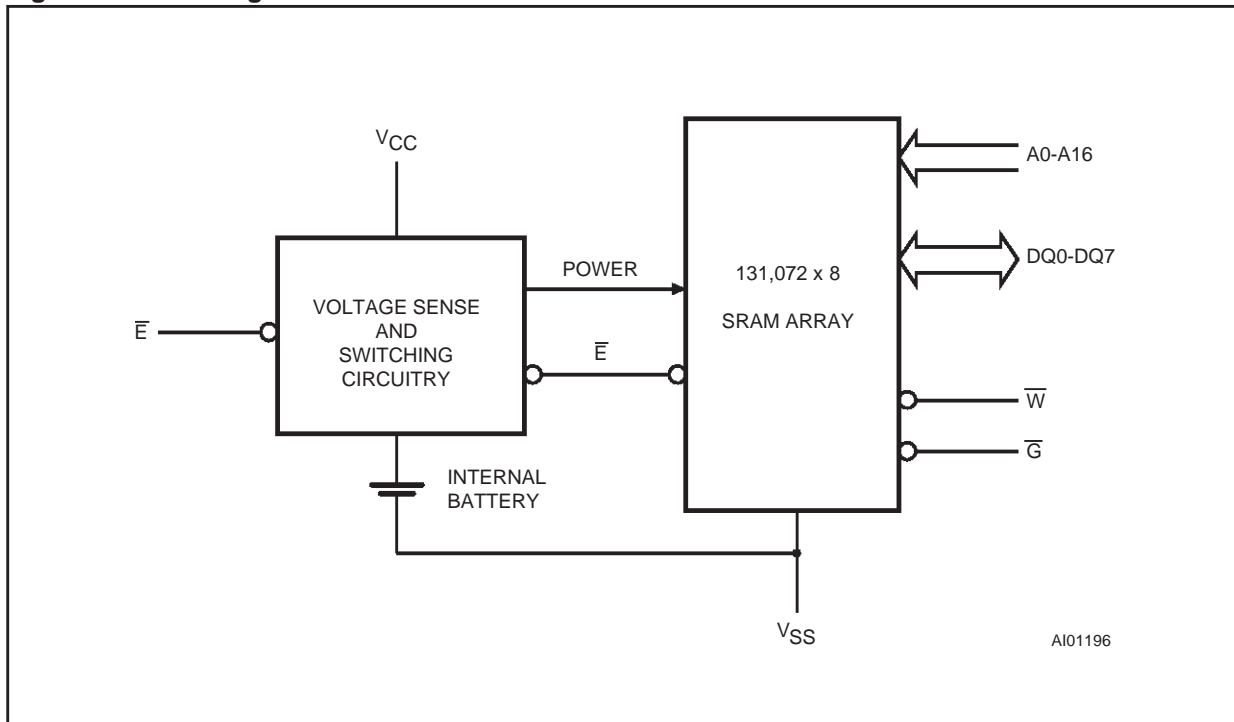 V̅CC
A0-A16
POWER
131,072 x 8
DQ0-DQ7
VOLTAGE SENSE
AND
SWITCHING
CIRCUITRY
SRAM ARRAY
E̅
E̅
W̅
G̅
INTERNAL
BATTERY
VSS
AI01196